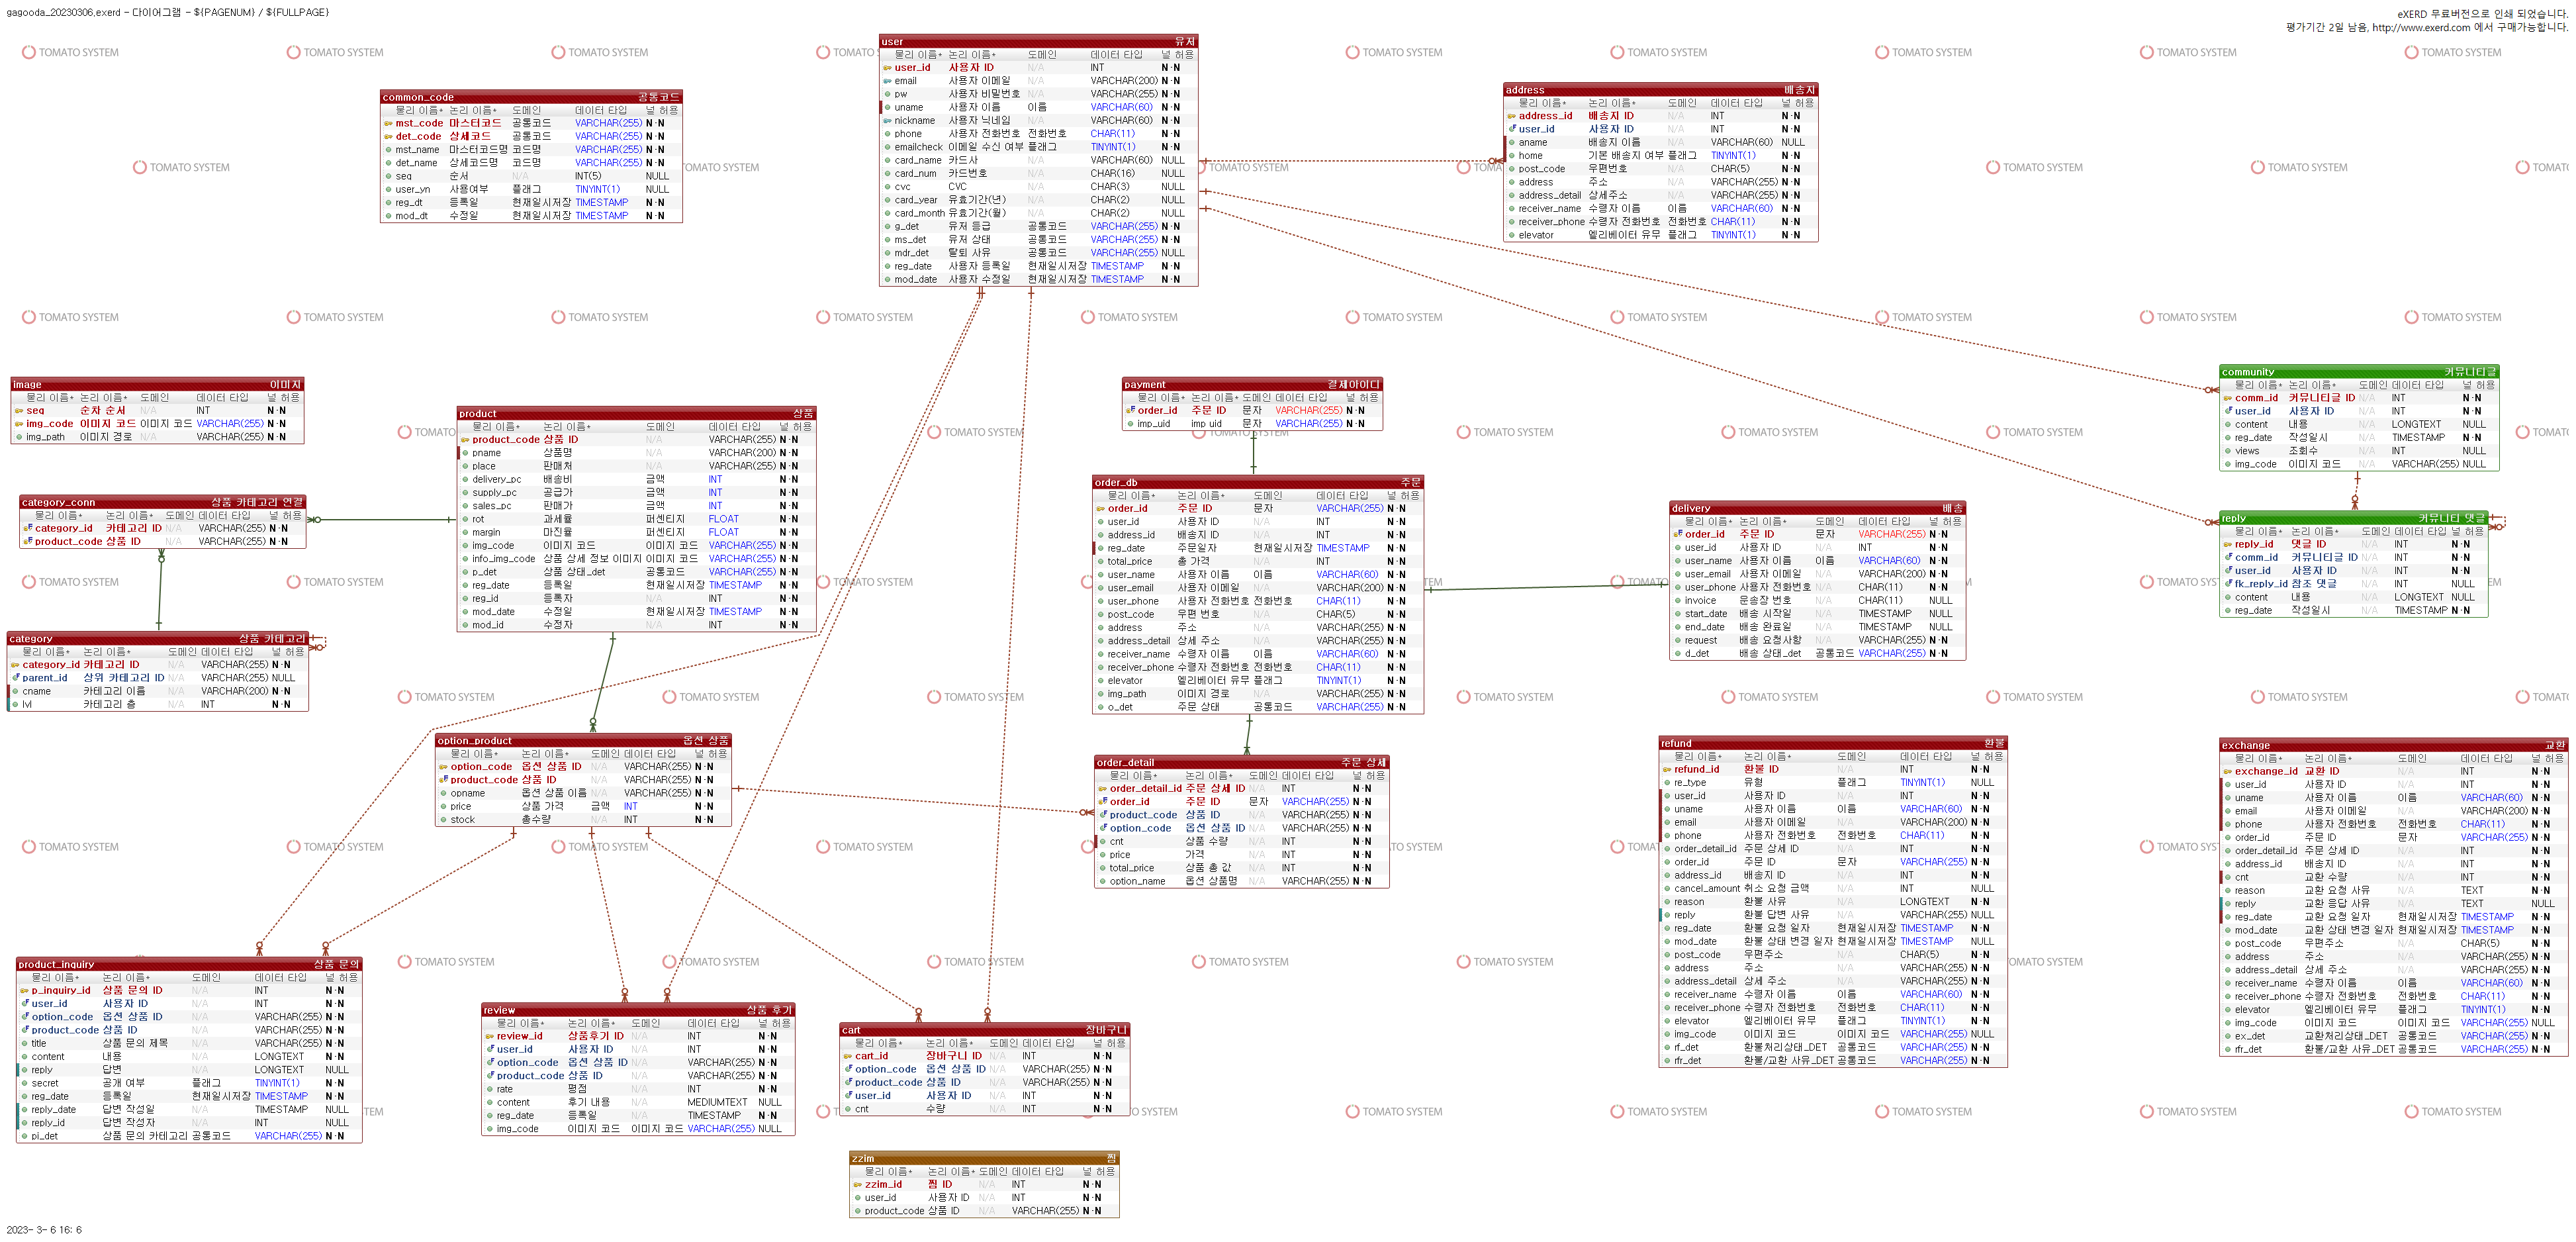 gagooda_20230306,exerd - 다이어그램 - ${PAGENUM} / ${FULLPAGE}
eXERD 무료버전으로 인쇄 되었습니다.
평가기간 2일 남음, http://www.exerd.com 에서 구매가능합니다.
TOMATO SYSTEM
user 유저
물리 이름* 논리 이름* 도메인 데이터 타입 널 허용
user_id 사용자 ID N/A INT N-N
email 사용자 이메일 N/A VARCHAR(200) N-N
pw 사용자 비밀번호 N/A VARCHAR(255) N-N
uname 사용자 이름 이름 VARCHAR(60) N-N
nickname 사용자 닉네임 N/A VARCHAR(60) N-N
phone 사용자 전화번호 전화번호 CHAR(11) N-N
emailcheck 이메일 수신 여부 플래그 TINYINT(1) N-N
card_name 카드사 N/A VARCHAR(60) NULL
card_num 카드번호 N/A CHAR(16) NULL
cvc CVC N/A CHAR(3) NULL
card_year 유효기간(년) N/A CHAR(2) NULL
card_month 유효기간(월) N/A CHAR(2) NULL
g_det 유저 등급 공통코드 VARCHAR(255) N-N
ms_det 유저 상태 공통코드 VARCHAR(255) N-N
mdr_det 탈퇴 사유 공통코드 VARCHAR(255) NULL
reg_date 사용자 등록일 현재일시저장 TIMESTAMP N-N
mod_date 사용자 수정일 현재일시저장 TIMESTAMP N-N
common_code 공통코드
물리 이름* 논리 이름* 도메인 데이터 타입 널 허용
mst_code 마스터코드 공통코드 VARCHAR(255) N-N
det_code 상세코드 공통코드 VARCHAR(255) N-N
mst_name 마스터코드명 코드명 VARCHAR(255) N-N
det_name 상세코드명 코드명 VARCHAR(255) N-N
seq 순서 N/A INT(5) NULL
user_yn 사용여부 플래그 TINYINT(1) NULL
reg_dt 등록일 현재일시저장 TIMESTAMP N-N
mod_dt 수정일 현재일시저장 TIMESTAMP N-N
address 배송지
물리 이름* 논리 이름* 도메인 데이터 타입 널 허용
address_id 배송지 ID N/A INT N-N
user_id 사용자 ID N/A INT N-N
aname 배송지 이름 N/A VARCHAR(60) NULL
home 기본 배송지 여부 플래그 TINYINT(1) N-N
post_code 우편번호 N/A CHAR(5) N-N
address 주소 N/A VARCHAR(255) N-N
address_detail 상세주소 N/A VARCHAR(255) N-N
receiver_name 수령자 이름 이름 VARCHAR(60) N-N
receiver_phone 수령자 전화번호 전화번호 CHAR(11) N-N
elevator 엘리베이터 유무 플래그 TINYINT(1) N-N
image 이미지
물리 이름* 논리 이름* 도메인 데이터 타입 널 허용
seq 순차 순서 N/A INT N-N
img_code 이미지 코드 이미지 코드 VARCHAR(255) N-N
img_path 이미지 경로 N/A VARCHAR(255) N-N
category_conn 상품 카테고리 연결
물리 이름* 논리 이름* 도메인 데이터 타입 널 허용
category_id 카테고리 ID N/A VARCHAR(255) N-N
product_code 상품 ID N/A VARCHAR(255) N-N
category 상품 카테고리
물리 이름* 논리 이름* 도메인 데이터 타입 널 허용
category_id 카테고리 ID N/A VARCHAR(255) N-N
parent_id 상위 카테고리 ID N/A VARCHAR(255) NULL
cname 카테고리 이름 N/A VARCHAR(200) N-N
lvl 카테고리 층 N/A INT N-N
product 상품
물리 이름* 논리 이름* 도메인 데이터 타입 널 허용
product_code 상품 ID N/A VARCHAR(255) N-N
pname 상품명 N/A VARCHAR(200) N-N
place 판매처 N/A VARCHAR(255) N-N
delivery_pc 배송비 금액 INT N-N
supply_pc 공급가 금액 INT N-N
sales_pc 판매가 금액 INT N-N
rot 과세율 퍼센티지 FLOAT N-N
margin 마진율 퍼센티지 FLOAT N-N
img_code 이미지 코드 이미지 코드 VARCHAR(255) N-N
info_img_code 상품 상세 정보 이미지 이미지 코드 VARCHAR(255) N-N
p_det 상품 상태_det 공통코드 VARCHAR(255) N-N
reg_date 등록일 현재일시저장 TIMESTAMP N-N
reg_id 등록자 N/A INT N-N
mod_date 수정일 현재일시저장 TIMESTAMP N-N
mod_id 수정자 N/A INT N-N
payment 결제아이디
물리 이름* 논리 이름* 도메인 데이터 타입 널 허용
order_id 주문 ID 문자 VARCHAR(255) N-N
imp_uid imp uid 문자 VARCHAR(255) N-N
order_db 주문
물리 이름* 논리 이름* 도메인 데이터 타입 널 허용
order_id 주문 ID 문자 VARCHAR(255) N-N
user_id 사용자 ID N/A INT N-N
address_id 배송지 ID N/A INT N-N
reg_date 주문일자 현재일시저장 TIMESTAMP N-N
total_price 총 가격 N/A INT N-N
user_name 사용자 이름 이름 VARCHAR(60) N-N
user_email 사용자 이메일 N/A VARCHAR(200) N-N
user_phone 사용자 전화번호 전화번호 CHAR(11) N-N
post_code 우편 번호 N/A CHAR(5) N-N
address 주소 N/A VARCHAR(255) N-N
address_detail 상세 주소 N/A VARCHAR(255) N-N
receiver_name 수령자 이름 이름 VARCHAR(60) N-N
receiver_phone 수령자 전화번호 전화번호 CHAR(11) N-N
elevator 엘리베이터 유무 플래그 TINYINT(1) N-N
img_path 이미지 경로 N/A VARCHAR(255) N-N
o_det 주문 상태 공통코드 VARCHAR(255) N-N
delivery 배송
물리 이름* 논리 이름* 도메인 데이터 타입 널 허용
order_id 주문 ID 문자 VARCHAR(255) N-N
user_id 사용자 ID N/A INT N-N
user_name 사용자 이름 이름 VARCHAR(60) N-N
user_email 사용자 이메일 N/A VARCHAR(200) N-N
user_phone 사용자 전화번호 N/A CHAR(11) N-N
invoice 운송장 번호 N/A CHAR(11) NULL
start_date 배송 시작일 N/A TIMESTAMP NULL
end_date 배송 완료일 N/A TIMESTAMP NULL
request 배송 요청사항 N/A VARCHAR(255) N-N
d_det 배송 상태_det 공통코드 VARCHAR(255) N-N
community 커뮤니티글
물리 이름* 논리 이름* 도메인 데이터 타입 널 허용
comm_id 커뮤니티글 ID N/A INT N-N
user_id 사용자 ID N/A INT N-N
content 내용 N/A LONGTEXT NULL
reg_date 작성일시 N/A TIMESTAMP N-N
views 조회수 N/A INT NULL
img_code 이미지 코드 N/A VARCHAR(255) NULL
reply 커뮤니티 댓글
물리 이름* 논리 이름* 도메인 데이터 타입 널 허용
reply_id 댓글 ID N/A INT N-N
comm_id 커뮤니티글 ID N/A INT N-N
user_id 사용자 ID N/A INT N-N
fk_reply_id 참조 댓글 N/A INT NULL
content 내용 N/A LONGTEXT NULL
reg_date 작성일시 N/A TIMESTAMP N-N
option_product 옵션 상품
물리 이름* 논리 이름* 도메인 데이터 타입 널 허용
option_code 옵션 상품 ID N/A VARCHAR(255) N-N
product_code 상품 ID N/A VARCHAR(255) N-N
opname 옵션 상품 이름 N/A VARCHAR(255) N-N
price 상품 가격 금액 INT N-N
stock 총수량 N/A INT N-N
order_detail 주문 상세
물리 이름* 논리 이름* 도메인 데이터 타입 널 허용
order_detail_id 주문 상세 ID N/A INT N-N
order_id 주문 ID 문자 VARCHAR(255) N-N
product_code 상품 ID N/A VARCHAR(255) N-N
option_code 옵션 상품 ID N/A VARCHAR(255) N-N
cnt 상품 수량 N/A INT N-N
price 가격 N/A INT N-N
total_price 상품 총 값 N/A INT N-N
option_name 옵션 상품명 N/A VARCHAR(255) N-N
refund 환불
물리 이름* 논리 이름* 도메인 데이터 타입 널 허용
refund_id 환불 ID N/A INT N-N
re_type 유형 플래그 TINYINT(1) NULL
user_id 사용자 ID N/A INT N-N
uname 사용자 이름 이름 VARCHAR(60) N-N
email 사용자 이메일 N/A VARCHAR(200) N-N
phone 사용자 전화번호 전화번호 CHAR(11) N-N
order_detail_id 주문 상세 ID N/A INT N-N
order_id 주문 ID 문자 VARCHAR(255) N-N
address_id 배송지 ID N/A INT N-N
cancel_amount 취소 요청 금액 N/A INT NULL
reason 환불 사유 N/A LONGTEXT N-N
reply 환불 답변 사유 N/A VARCHAR(255) NULL
reg_date 환불 요청 일자 현재일시저장 TIMESTAMP N-N
mod_date 환불 상태 변경 일자 현재일시저장 TIMESTAMP NULL
post_code 우편주소 N/A CHAR(5) N-N
address 주소 N/A VARCHAR(255) N-N
address_detail 상세 주소 N/A VARCHAR(255) N-N
receiver_name 수령자 이름 이름 VARCHAR(60) N-N
receiver_phone 수령자 전화번호 전화번호 CHAR(11) N-N
elevator 엘리베이터 유무 플래그 TINYINT(1) N-N
img_code 이미지 코드 이미지 코드 VARCHAR(255) NULL
rf_det 환불처리상태_DET 공통코드 VARCHAR(255) N-N
rfr_det 환불/교환 사유_DET 공통코드 VARCHAR(255) N-N
exchange 교환
물리 이름* 논리 이름* 도메인 데이터 타입 널 허용
exchange_id 교환 ID N/A INT N-N
user_id 사용자 ID N/A INT N-N
uname 사용자 이름 이름 VARCHAR(60) N-N
email 사용자 이메일 N/A VARCHAR(200) N-N
phone 사용자 전화번호 전화번호 CHAR(11) N-N
order_id 주문 ID 문자 VARCHAR(255) N-N
order_detail_id 주문 상세 ID N/A INT N-N
address_id 배송지 ID N/A INT N-N
cnt 교환 수량 N/A INT N-N
reason 교환 요청 사유 N/A TEXT N-N
reply 교환 응답 사유 N/A TEXT NULL
reg_date 교환 요청 일자 현재일시저장 TIMESTAMP N-N
mod_date 교환 상태 변경 일자 현재일시저장 TIMESTAMP N-N
post_code 우편주소 N/A CHAR(5) N-N
address 주소 N/A VARCHAR(255) N-N
address_detail 상세 주소 N/A VARCHAR(255) N-N
receiver_name 수령자 이름 이름 VARCHAR(60) N-N
receiver_phone 수령자 전화번호 전화번호 CHAR(11) N-N
elevator 엘리베이터 유무 플래그 TINYINT(1) N-N
img_code 이미지 코드 이미지 코드 VARCHAR(255) NULL
ex_det 교환처리상태_DET 공통코드 VARCHAR(255) N-N
rfr_det 환불/교환 사유_DET 공통코드 VARCHAR(255) N-N
product_inquiry 상품 문의
물리 이름* 논리 이름* 도메인 데이터 타입 널 허용
p_inquiry_id 상품 문의 ID N/A INT N-N
user_id 사용자 ID N/A INT N-N
option_code 옵션 상품 ID N/A VARCHAR(255) N-N
product_code 상품 ID N/A VARCHAR(255) N-N
title 상품 문의 제목 N/A VARCHAR(255) N-N
content 내용 N/A LONGTEXT N-N
reply 답변 N/A LONGTEXT NULL
secret 공개 여부 플래그 TINYINT(1) N-N
reg_date 등록일 현재일시저장 TIMESTAMP N-N
reply_date 답변 작성일 N/A TIMESTAMP NULL
reply_id 답변 작성자 N/A INT NULL
pi_det 상품 문의 카테고리 공통코드 VARCHAR(255) N-N
review 상품 후기
물리 이름* 논리 이름* 도메인 데이터 타입 널 허용
review_id 상품후기 ID N/A INT N-N
user_id 사용자 ID N/A INT N-N
option_code 옵션 상품 ID N/A VARCHAR(255) N-N
product_code 상품 ID N/A VARCHAR(255) N-N
rate 평점 N/A INT N-N
content 후기 내용 N/A MEDIUMTEXT NULL
reg_date 등록일 N/A TIMESTAMP N-N
img_code 이미지 코드 이미지 코드 VARCHAR(255) NULL
cart 장바구니
물리 이름* 논리 이름* 도메인 데이터 타입 널 허용
cart_id 장바구니 ID N/A INT N-N
option_code 옵션 상품 ID N/A VARCHAR(255) N-N
product_code 상품 ID N/A VARCHAR(255) N-N
user_id 사용자 ID N/A INT N-N
cnt 수량 N/A INT N-N
zzim 찜
물리 이름* 논리 이름* 도메인 데이터 타입 널 허용
zzim_id 찜 ID N/A INT N-N
user_id 사용자 ID N/A INT N-N
product_code 상품 ID N/A VARCHAR(255) N-N
2023- 3- 6 16: 6